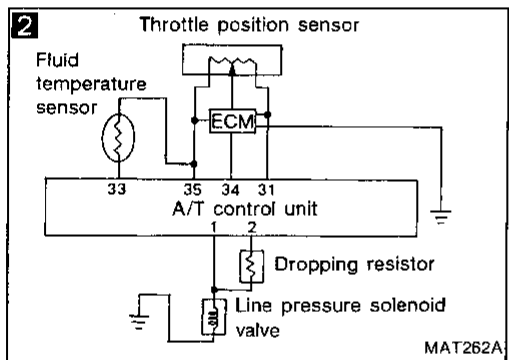 2
Throttle position sensor
Fluid
temperature
sensor
ECM
33 35 34 31
A/T control unit
1 2
Dropping resistor
Line pressure solenoid
valve
MAT262A